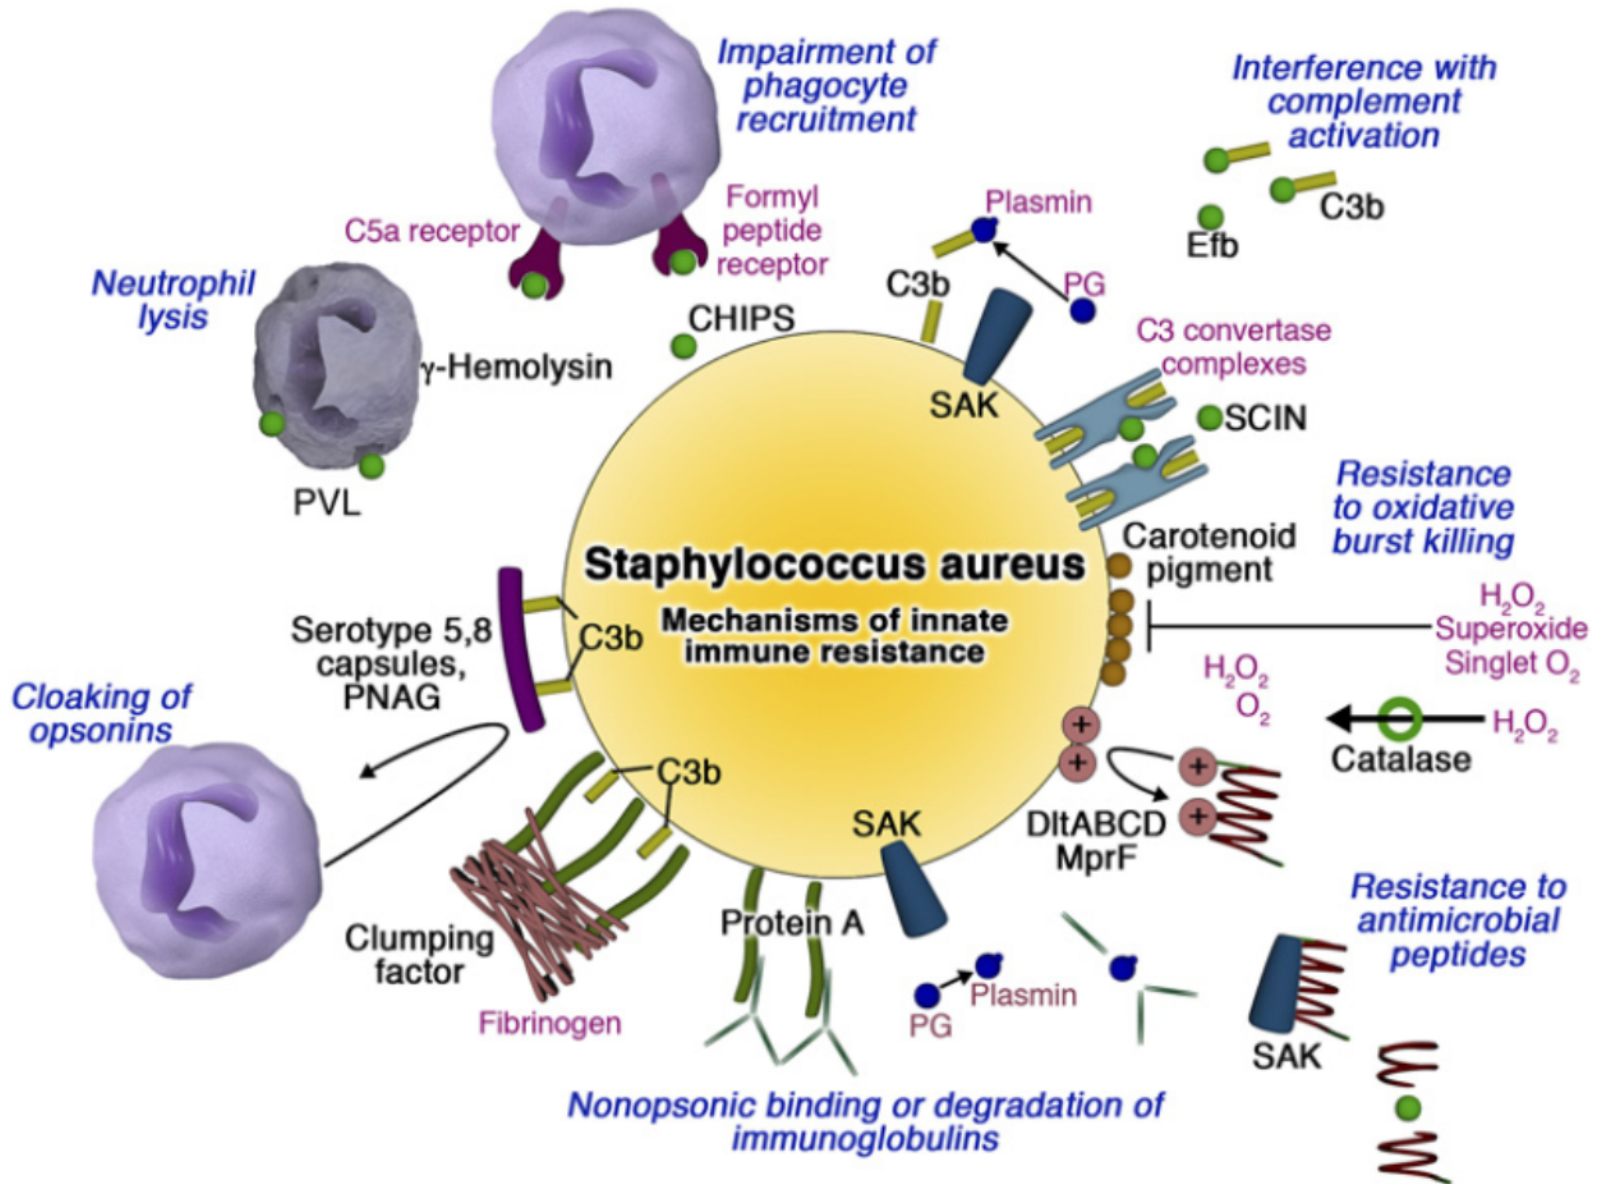 Impairment of
phagocyte
recruitment
Interference with
complement
activation
C3b
Efb
Plasmin
PG
C3b
SAK
C5a receptor
Formyl
peptide
receptor
CHIPS
Neutrophil
lysis
γ-Hemolysin
PVL
C3 convertase
complexes
SCIN
Resistance
to oxidative
burst killing
Carotenoid
pigment
H₂O₂
Superoxide
Singlet O₂
H₂O₂
O₂
H₂O₂
Catalase
Staphylococcus aureus
Mechanisms of innate
immune resistance
Serotype 5,8
capsules,
PNAG
C3b
Cloaking of
opsonins
C3b
Clumping
factor
Fibrinogen
Protein A
SAK
PG
Plasmin
+
+
+
+
DltABCD
MprF
Resistance to
antimicrobial
peptides
SAK
Nonopsonic binding or degradation of
immunoglobulins